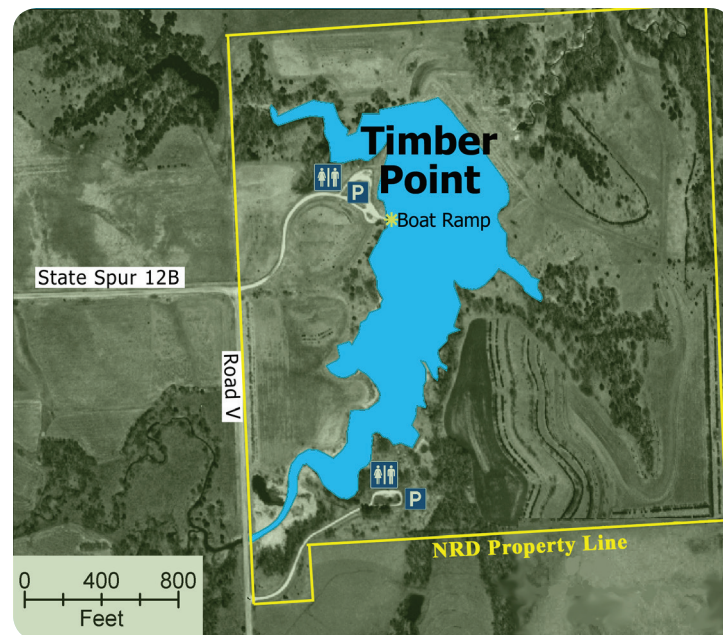 Timber
Point
P
Boat Ramp
State Spur 12B
Road V
P
NRD Property Line
0 400 800
Feet